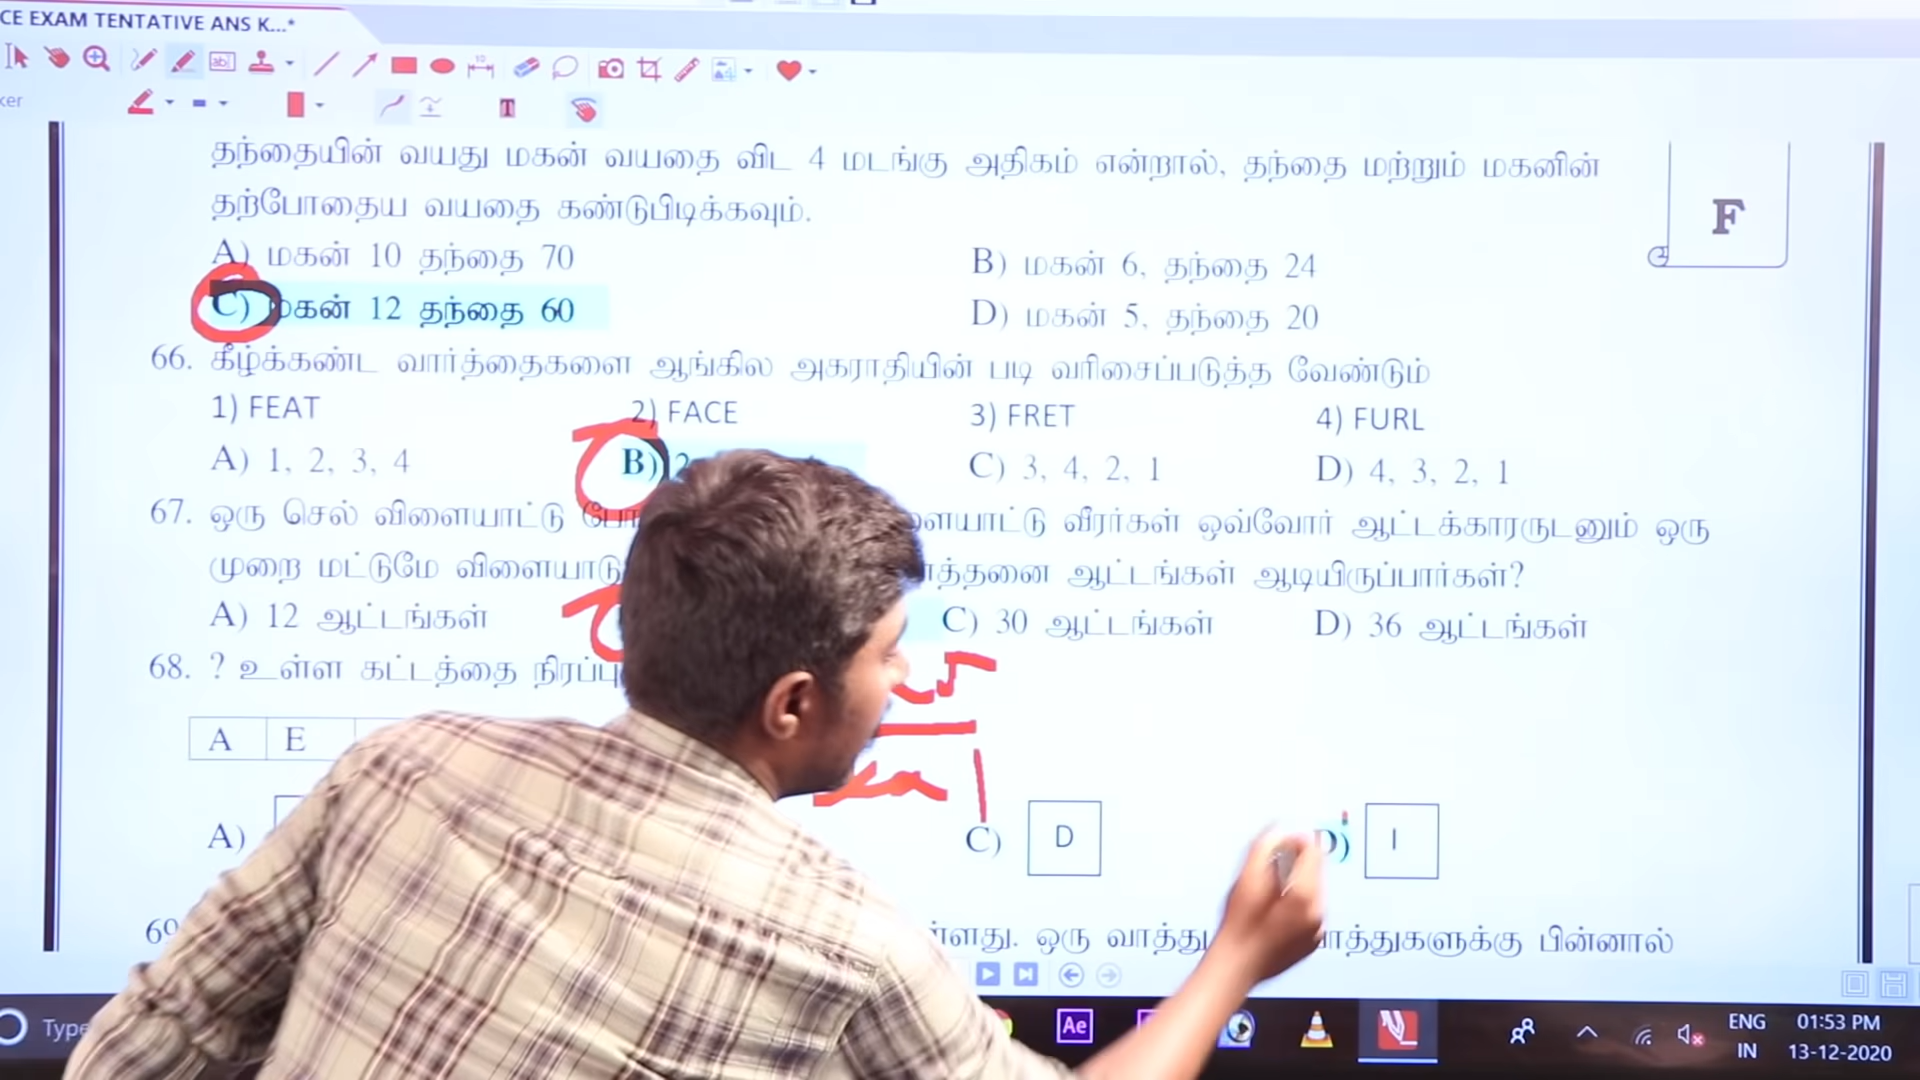 CE EXAM TENTATIVE ANS K...*
ker
தந்தையின் வயது மகன் வயதை விட 4 மடங்கு அதிகம் என்றால், தந்தை மற்றும் மகனின்
தற்போதைய வயதை கண்டுபிடிக்கவும்.
F
A) மகன் 10 தந்தை 70
B) மகன் 6, தந்தை 24
C) மகன் 12 தந்தை 60
D) மகன் 5, தந்தை 20
66. கீழ்க்கண்ட வார்த்தைகளை ஆங்கில அகராதியின் படி வரிசைப்படுத்த வேண்டும்
1) FEAT 2) FACE 3) FRET 4) FURL
A) 1, 2, 3, 4 B) 2 C) 3, 4, 2, 1 D) 4, 3, 2, 1
67. ஒரு செல் விளையாட்டு வீரர்கள் ஒவ்வோர் ஆட்டக்காரருடனும் ஒரு
முறை மட்டுமே ஆட்டங்கள் ஆடியிருப்பார்கள்?
A) 12 ஆட்டங்கள் C) 30 ஆட்டங்கள் D) 36 ஆட்டங்கள்
68. ? உள்ள கட்டத்தை
A E
A) C) D D) I
69 ஒரு வாத்து பின்னால்
Type
Ae
ENG 01:53 PM
IN 13-12-2020